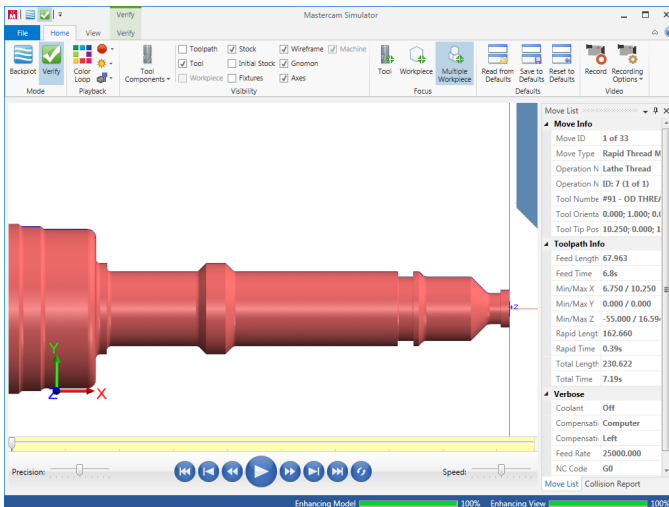 Verify
Mastercam Simulator
File Home View Verify
Backplot Verify
Mode
Color Loop
Playback
Tool Components
Toolpath Stock Wireframe Machine
Tool Initial Stock Gnomon
Workpiece Fixtures Axes
Visibility
Tool Workpiece Multiple Workpiece
Focus
Read from Defaults Save to Defaults Reset to Defaults
Defaults
Record Recording Options
Video
Move List
Move Info
Move ID 1 of 33
Move Type Rapid Thread M
Operation N Lathe Thread
Operation N ID: 7 (1 of 1)
Tool Numbe #91 - OD THREA
Tool Orienta 0.000; 1.000; 0.0
Tool Tip Pos 10.250; 0.000; 1
Toolpath Info
Feed Length 67.963
Feed Time 6.8s
Min/Max X 6.750 / 10.250
Min/Max Y 0.000 / 0.000
Min/Max Z -55.000 / 16.594
Rapid Lengt 162.660
Rapid Time 0.39s
Total Length 230.622
Total Time 7.19s
Verbose
Coolant Off
Compensati Computer
Compensati Left
Feed Rate 25000.000
NC Code G0
Z
Y
Z X
Precision: Speed:
Move List Collision Report
Enhancing Model 100% Enhancing View 100%